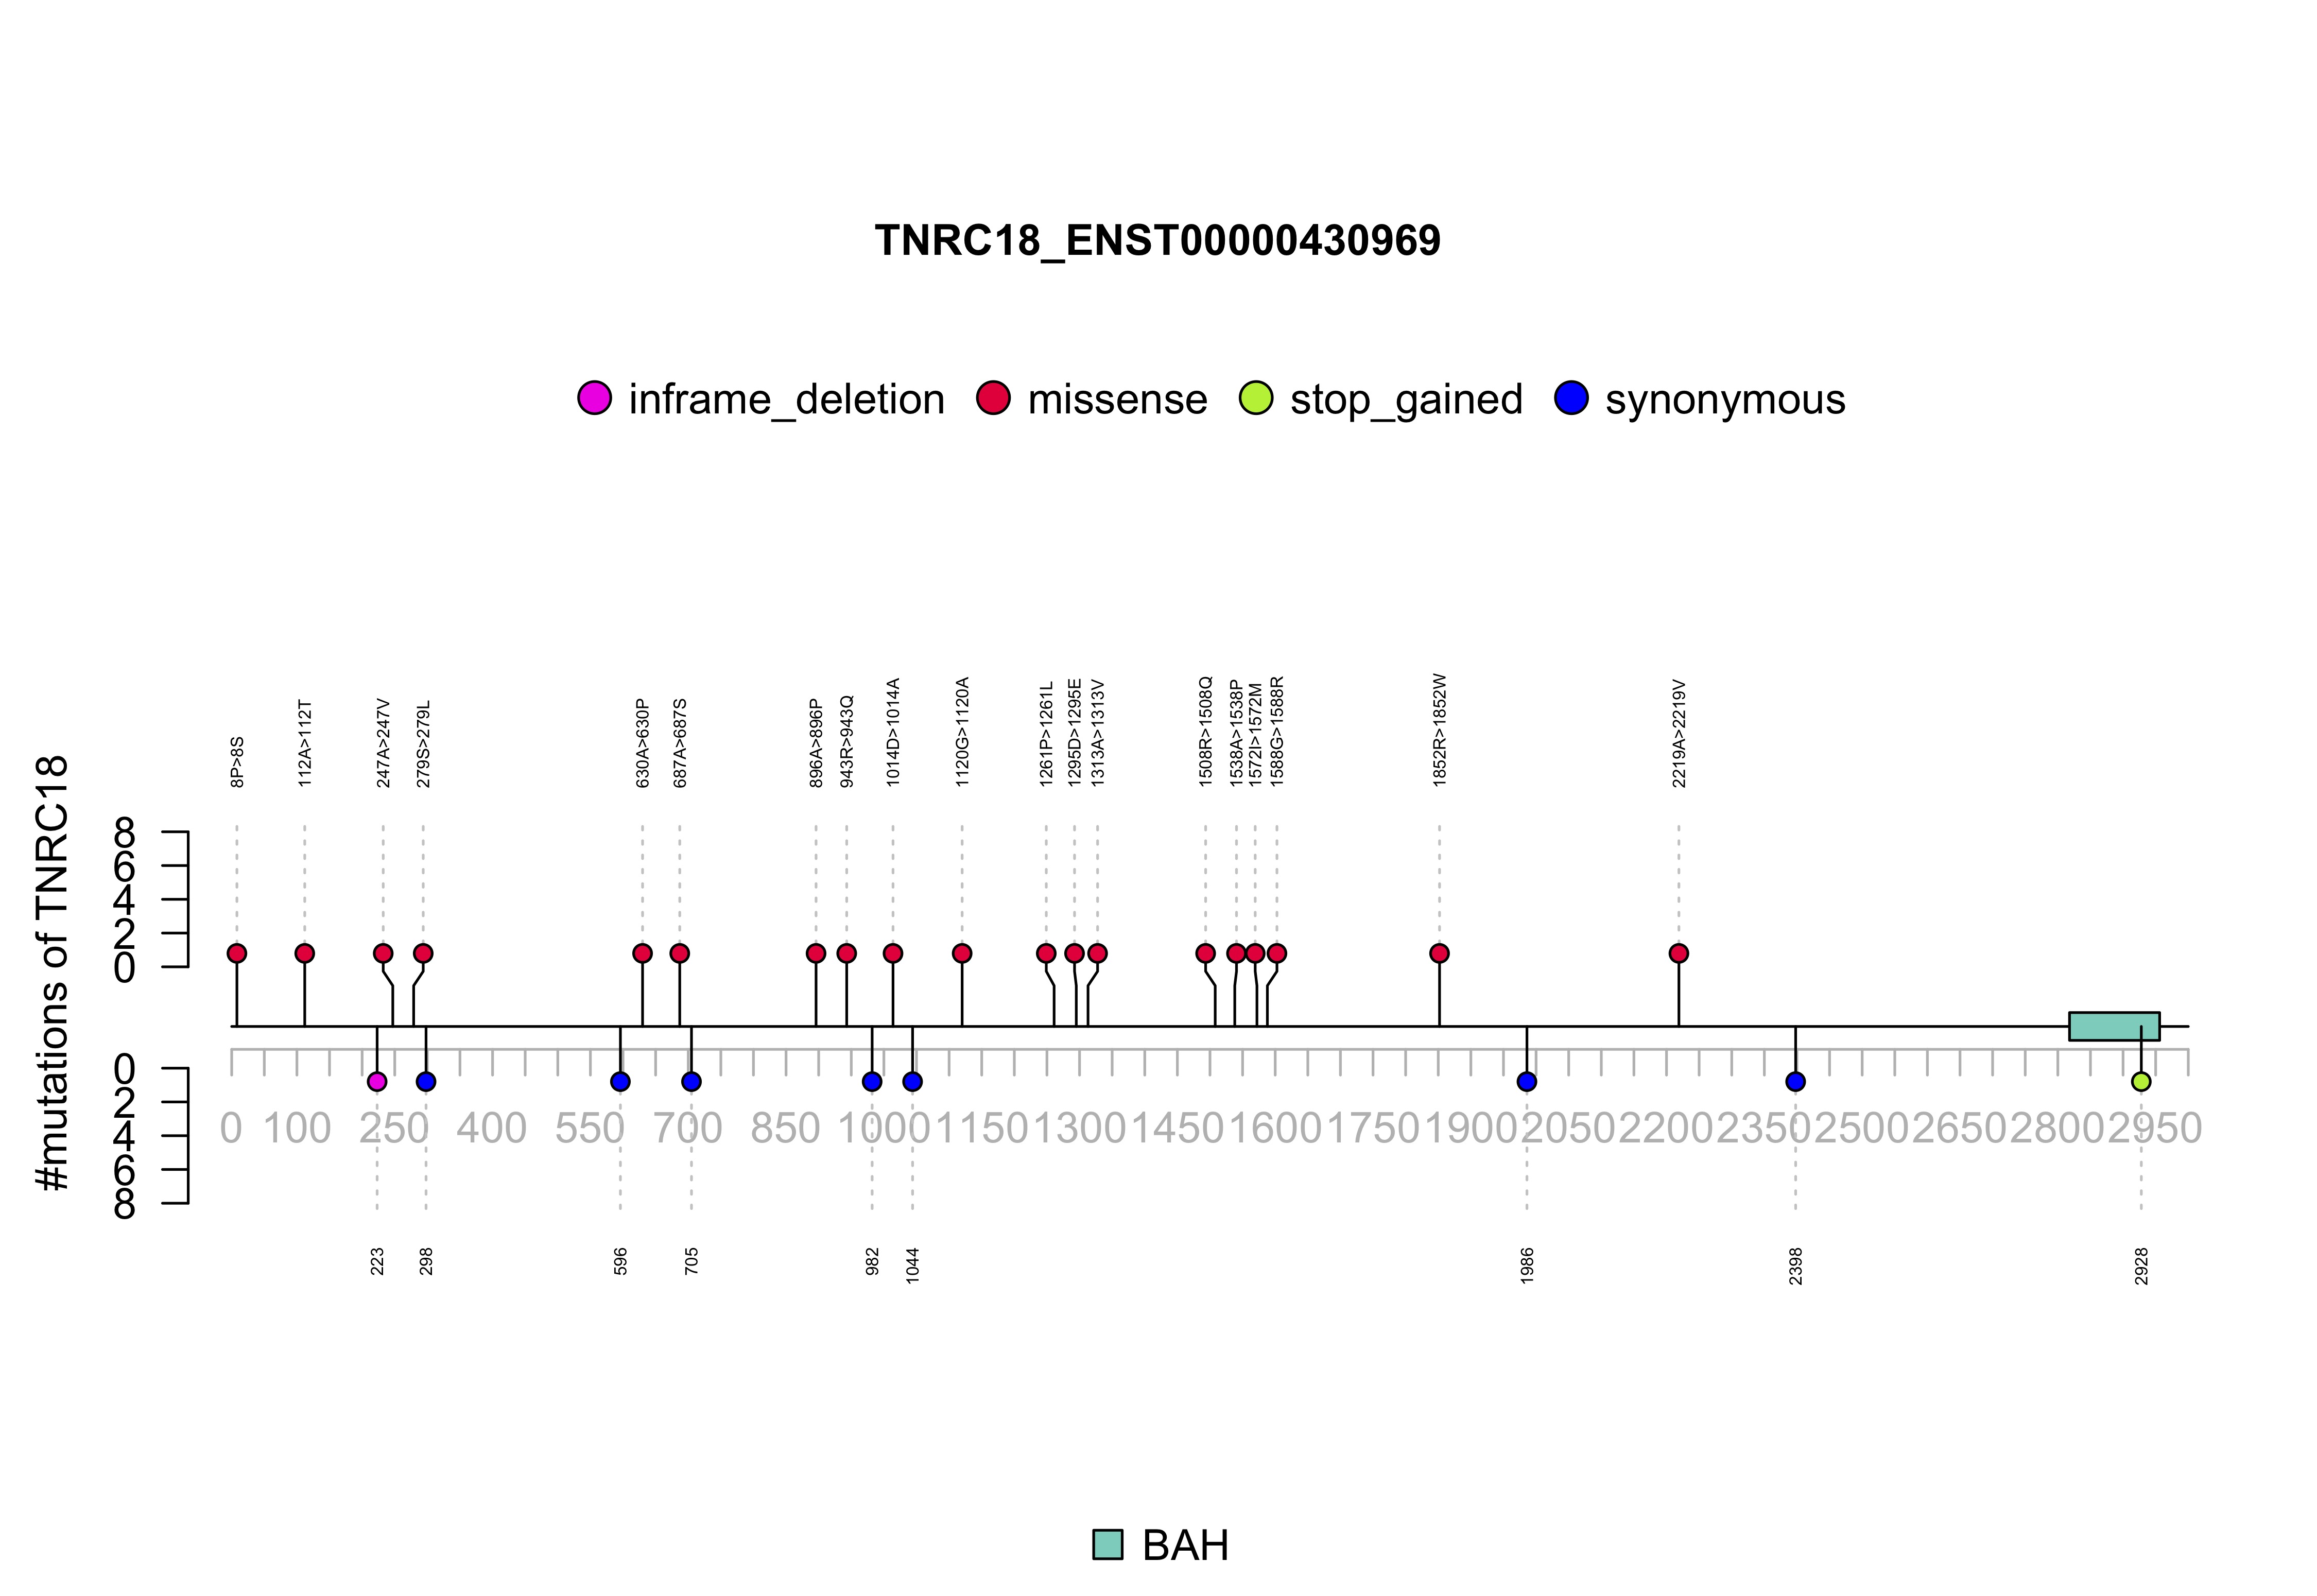 TNRC18_ENST00000430969
inframe_deletion missense stop_gained synonymous
8P>8S
112A>112T
247A>247V
279S>279L
630A>630P
687A>687S
896A>896P
943R>943Q
1014D>1014A
1120G>1120A
1261P>1261L
1295D>1295E
1313A>1313V
1508R>1508Q
1538A>1538P
1572I>1572M
1588G>1588R
1852R>1852W
2219A>2219V
#mutations of TNRC18
8
6
4
2
0
0
2
4
6
8
0 100 250 400 550 700 850 1000 1150 1300 1450 1600 1750 1900 2050 2200 2350 2500 2650 2800 2950
223
298
596
705
982
1044
1986
2398
2928
BAH